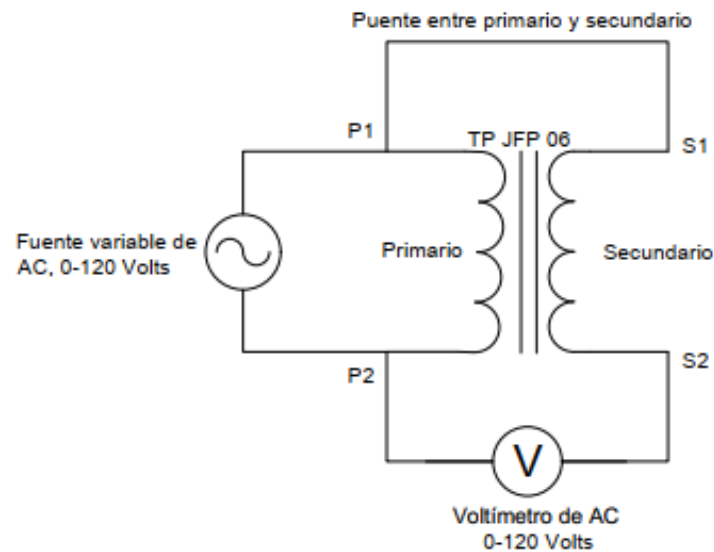 Puente entre primario y secundario
P1
TP JFP 06
S1
Fuente variable de
AC, 0-120 Volts
Primario
Secundario
P2
S2
V
Voltímetro de AC
0-120 Volts